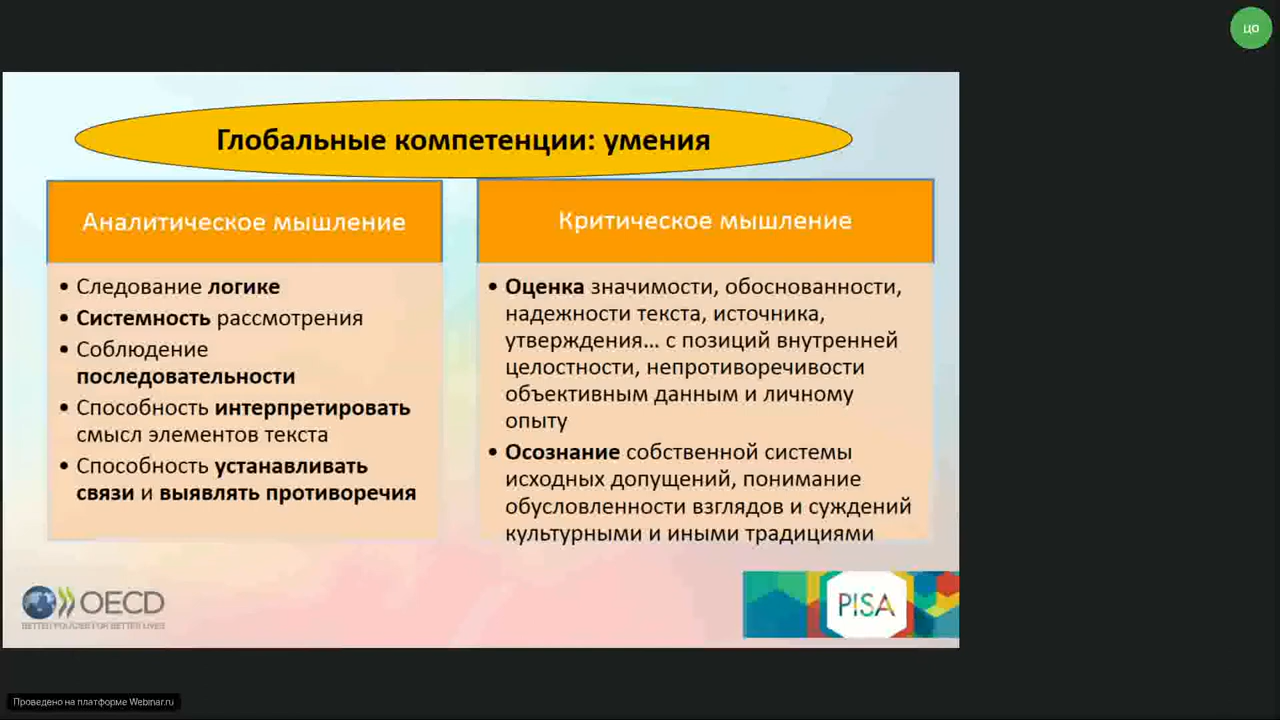 ЦО
Глобальные компетенции: умения
Аналитическое мышление
• Следование логике
• Системность рассмотрения
• Соблюдение
последовательности
• Способность интерпретировать
смысл элементов текста
• Способность устанавливать
связи и выявлять противоречия
Критическое мышление
• Оценка значимости, обоснованности,
надежности текста, источника,
утверждения... с позиций внутренней
целостности, непротиворечивости
объективным данным и личному
опыту
• Осознание собственной системы
исходных допущений, понимание
обусловленности взглядов и суждений
культурными и иными традициями
OECD
BETTER POLICIES FOR BETTER LIVES
PISA
Проведено на платформе Webinar.ru